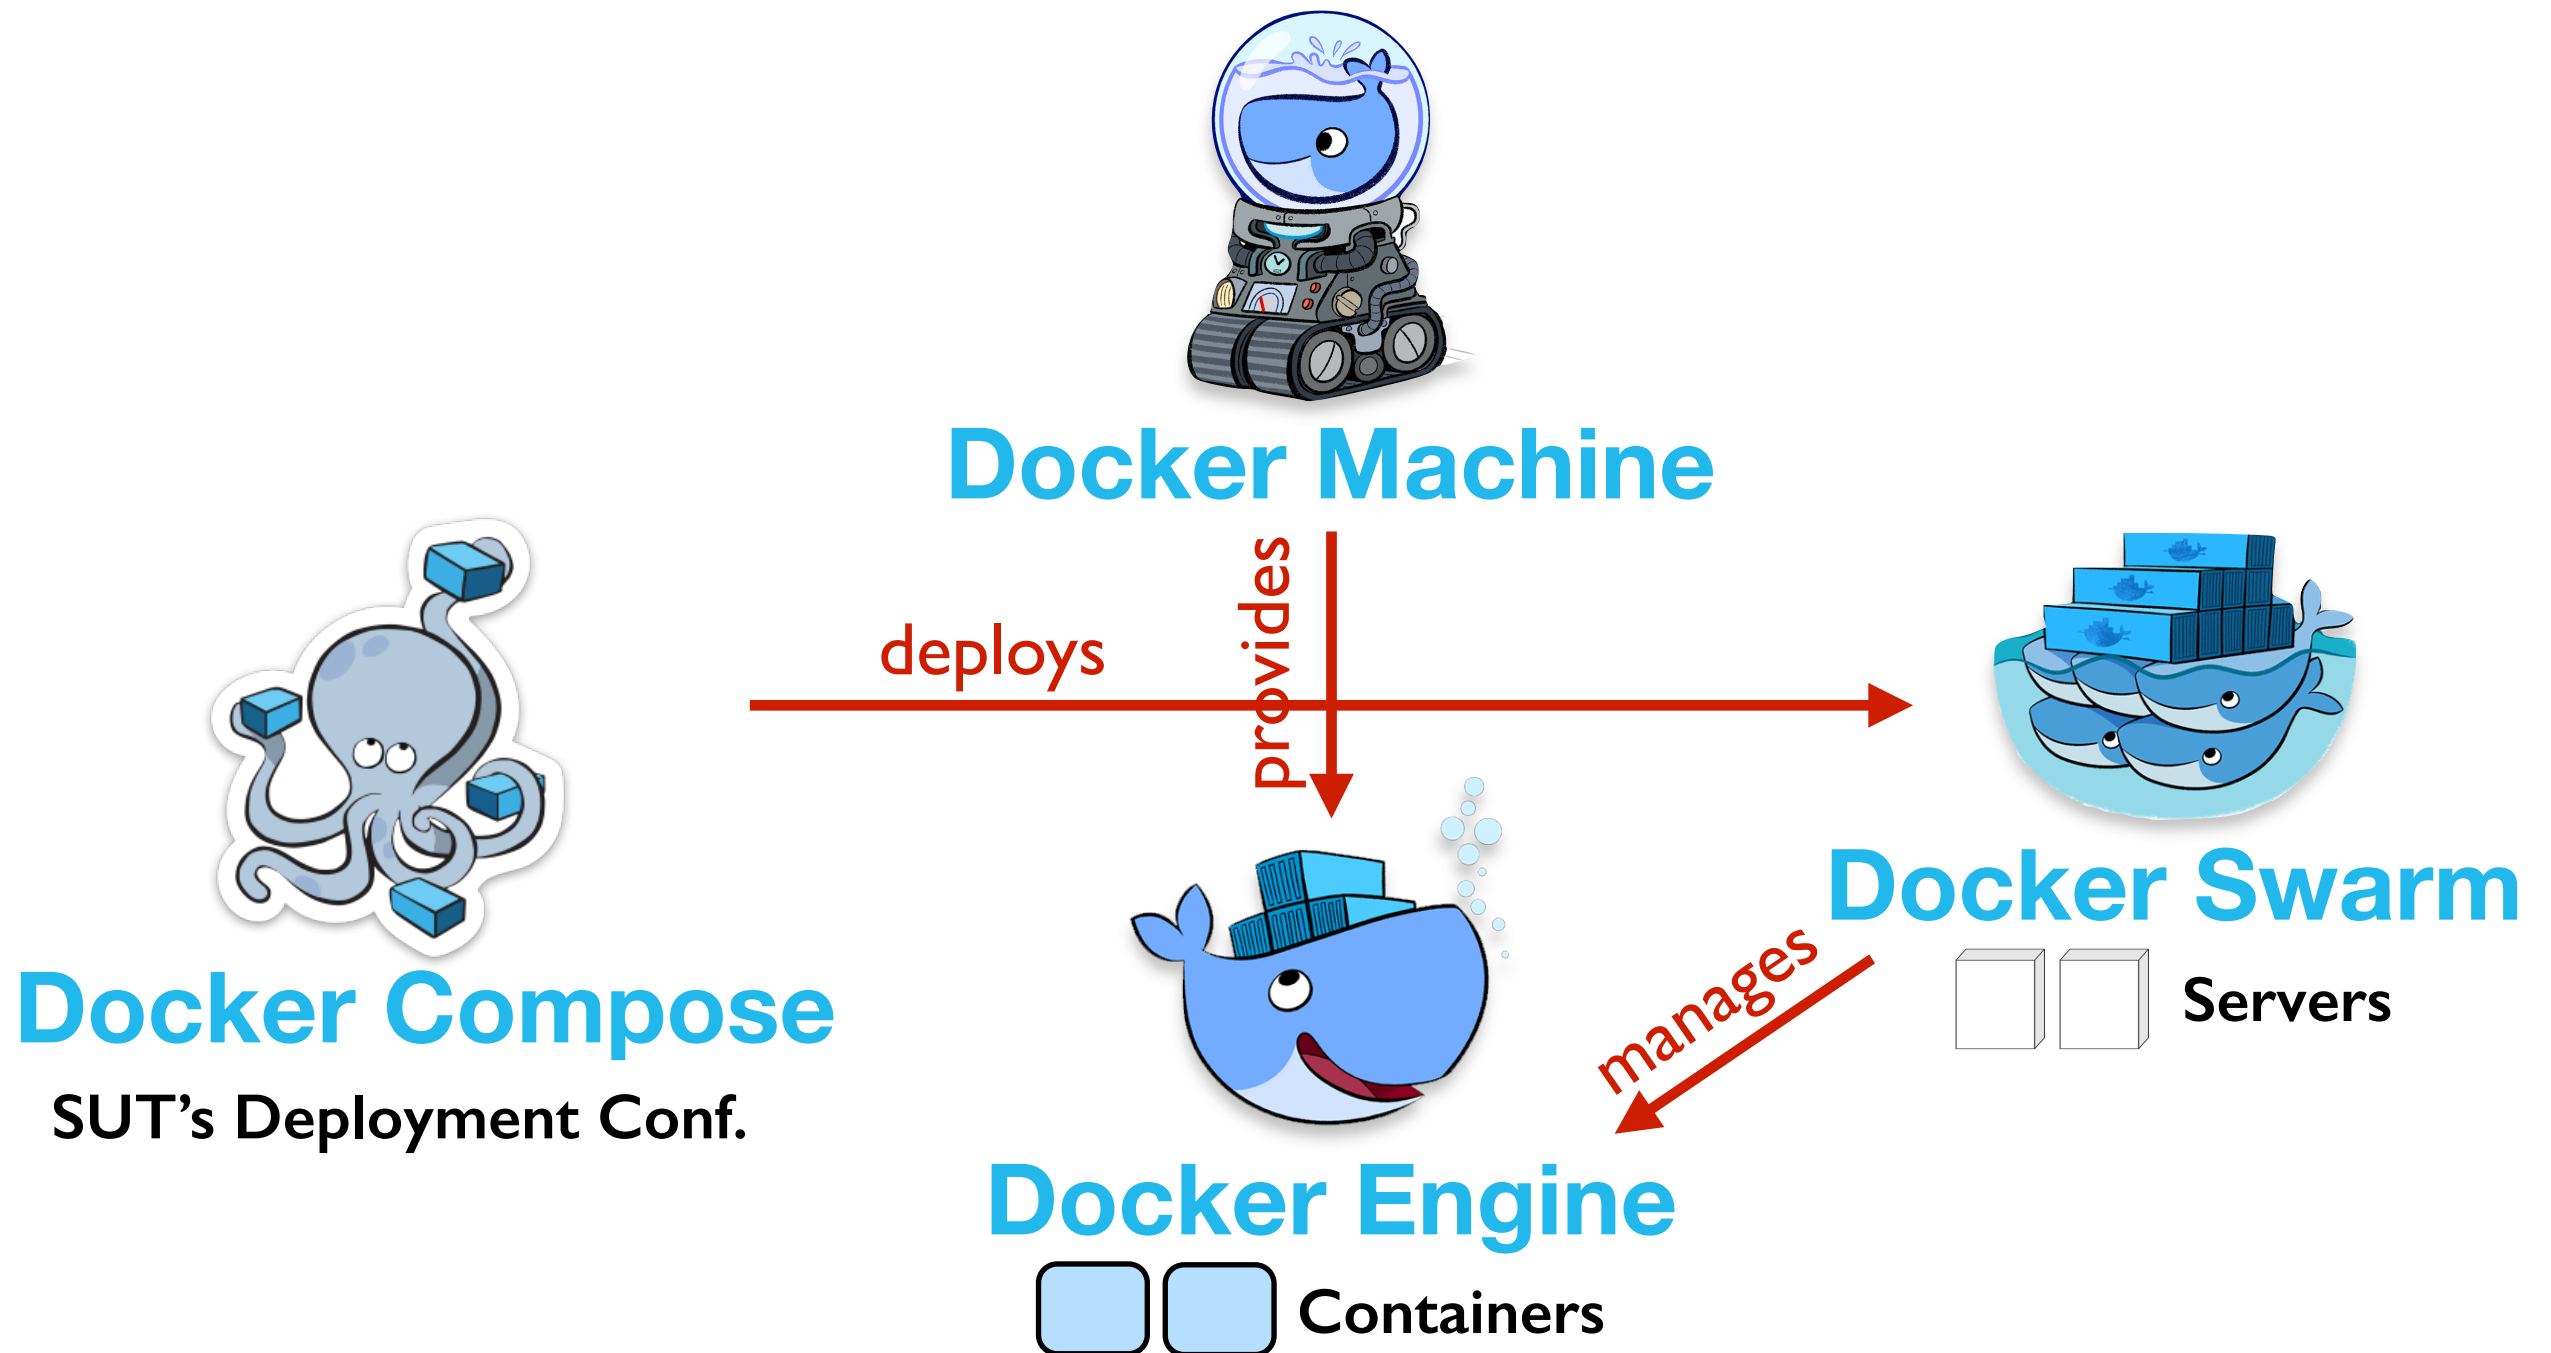 Docker Machine
provides
deploys
Docker Swarm
manages
Servers
Docker Compose
SUT’s Deployment Conf.
Docker Engine
Containers